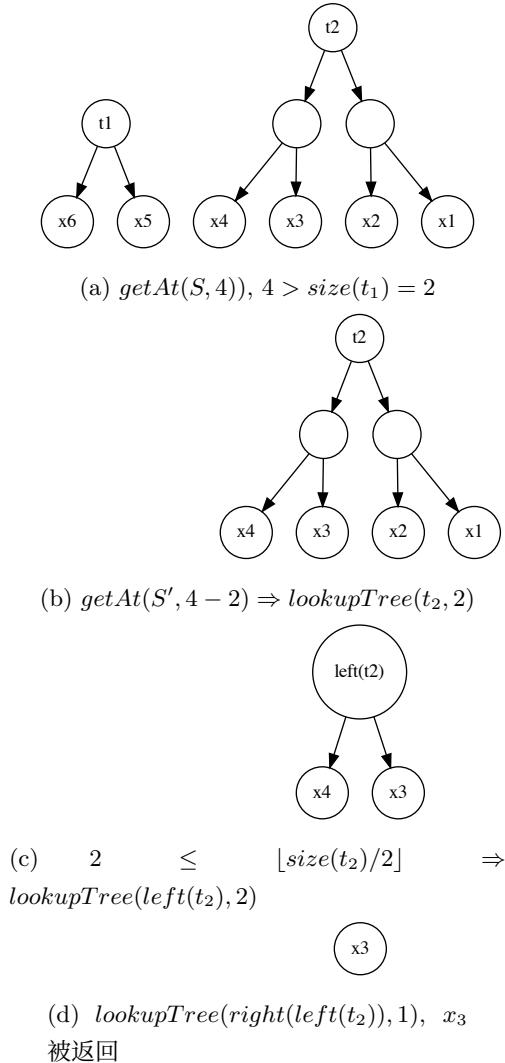 t2
t1
x6 x5 x4 x3 x2 x1
(a) getAt(S, 4)), 4 > size(t₁) = 2
t2
x4 x3 x2 x1
(b) getAt(S′, 4 − 2) ⇒ lookupTree(t₂, 2)
left(t2)
x4 x3
(c) 2 ≤ ⌊size(t₂)/2⌋ ⇒
lookupTree(left(t₂), 2)
x3
(d) lookupTree(right(left(t₂)), 1), x₃
被返回